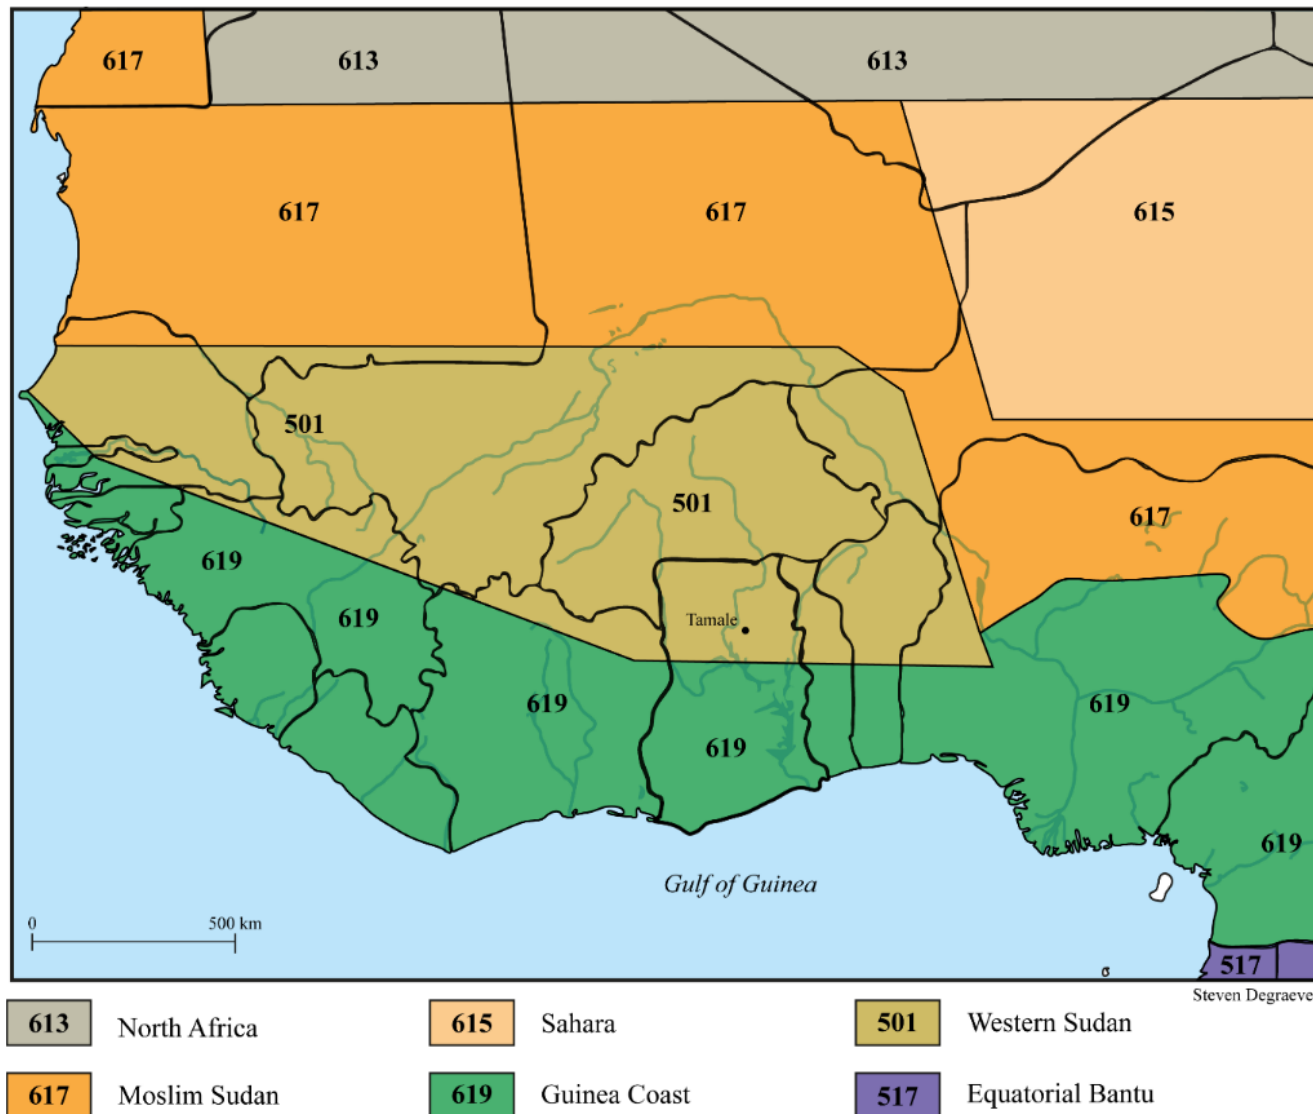 617
613
613
617
617
615
501
501
617
619
Tamale
619
619
619
619
619
Gulf of Guinea
0
500 km
517
Steven Degraeve
613 North Africa
615 Sahara
501 Western Sudan
617 Moslim Sudan
619 Guinea Coast
517 Equatorial Bantu